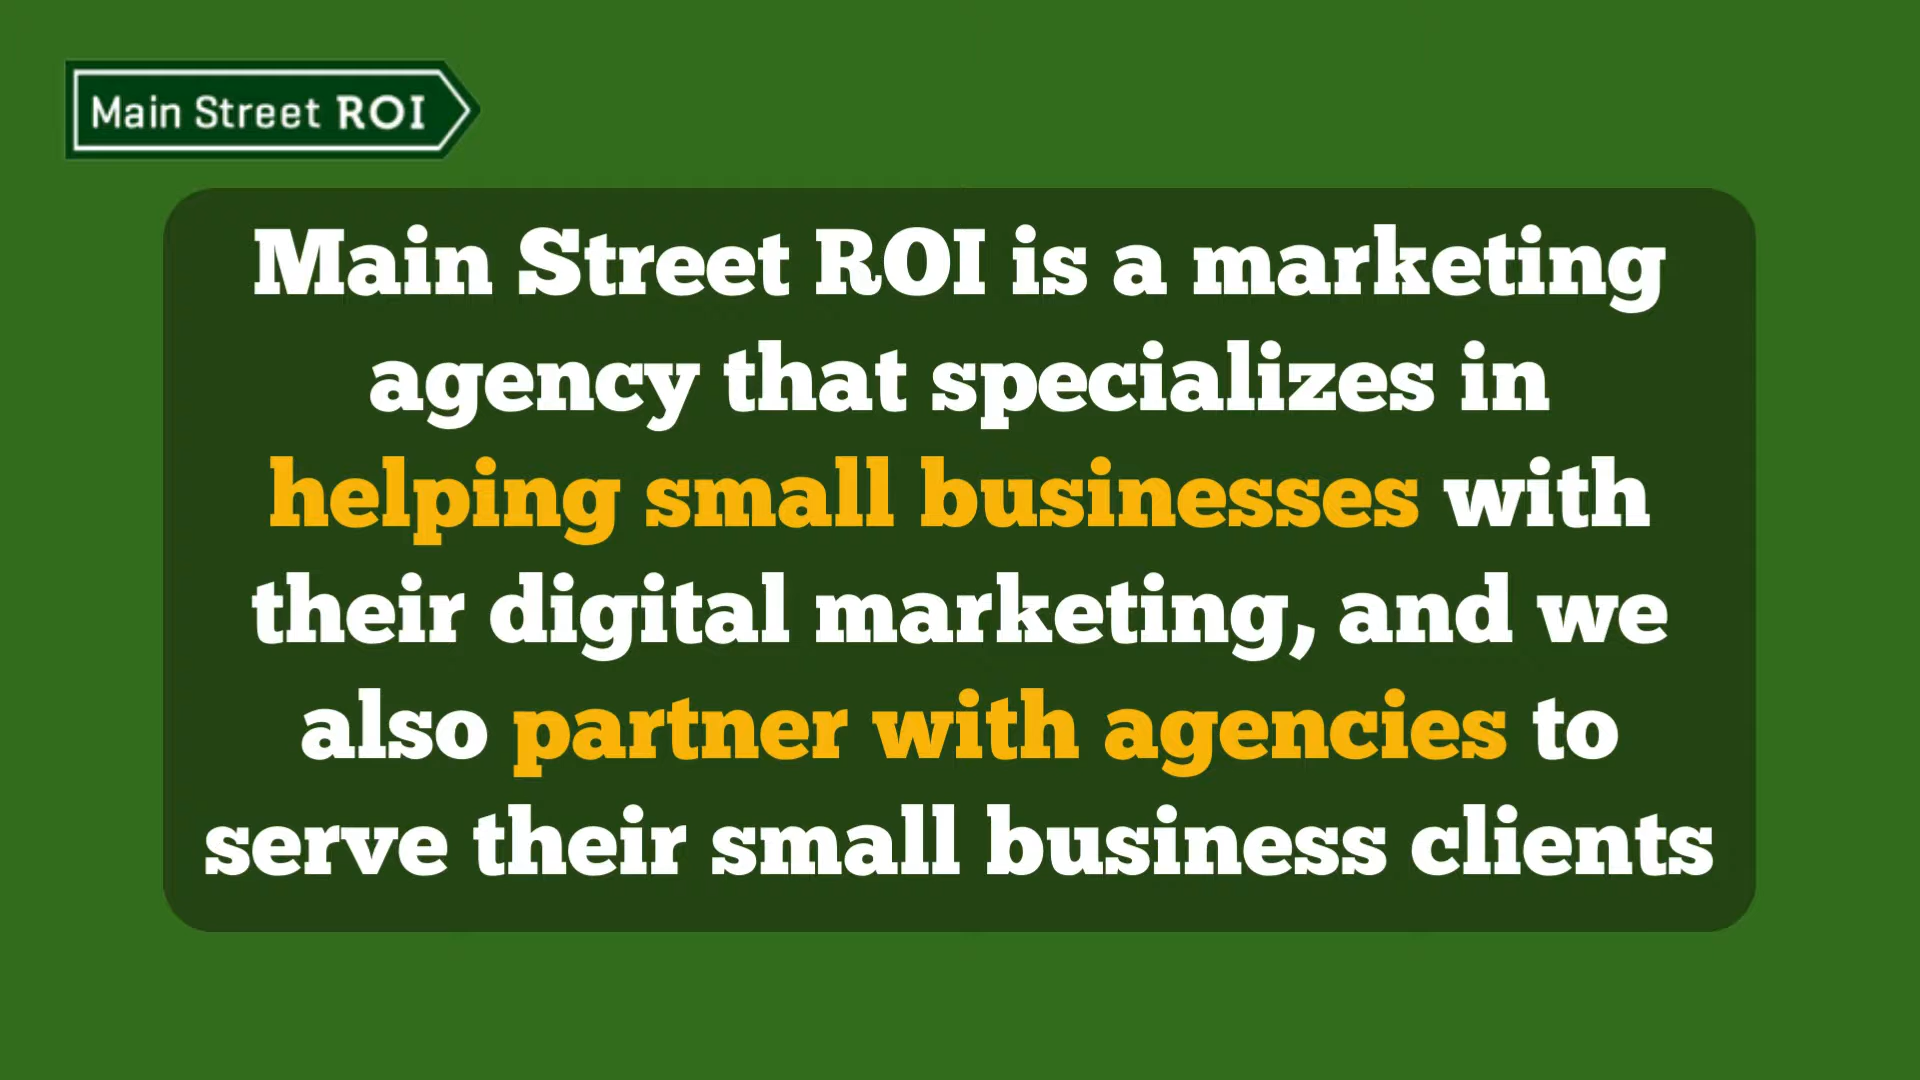 Main Street ROI
Main Street ROI is a marketing
agency that specializes in
helping small businesses with
their digital marketing, and we
also partner with agencies to
serve their small business clients